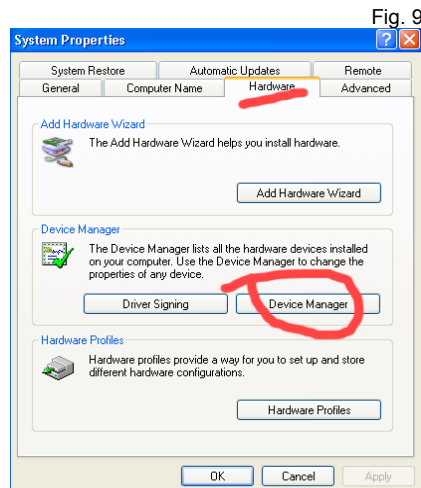 Fig. 9
System Properties
System Restore Automatic Updates Remote
General Computer Name Hardware Advanced
Add Hardware Wizard
The Add Hardware Wizard helps you install hardware.
Add Hardware Wizard
Device Manager
The Device Manager lists all the hardware devices installed
on your computer. Use the Device Manager to change the
properties of any device.
Driver Signing Device Manager
Hardware Profiles
Hardware profiles provide a way for you to set up and store
different hardware configurations.
Hardware Profiles
OK Cancel Apply